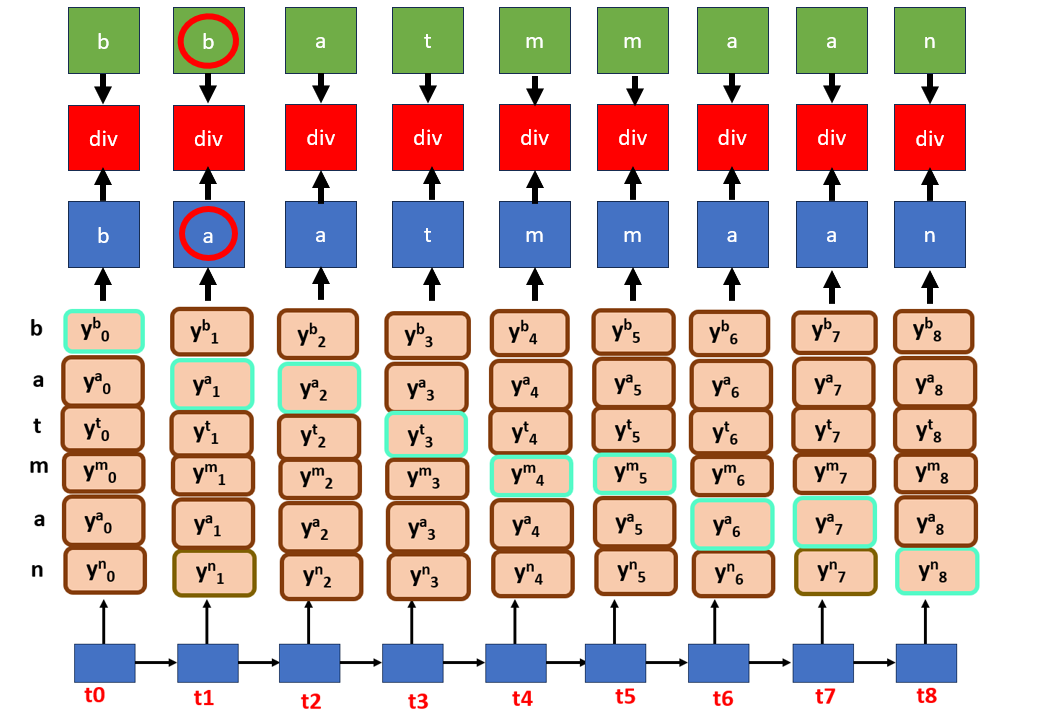 b b a t m m a a n
div div div div div div div div div
b a a t m m a a n
b y^b_0 y^b_1 y^b_2 y^b_3 y^b_4 y^b_5 y^b_6 y^b_7 y^b_8
a y^a_0 y^a_1 y^a_2 y^a_3 y^a_4 y^a_5 y^a_6 y^a_7 y^a_8
t y^t_0 y^t_1 y^t_2 y^t_3 y^t_4 y^t_5 y^t_6 y^t_7 y^t_8
m y^m_0 y^m_1 y^m_2 y^m_3 y^m_4 y^m_5 y^m_6 y^m_7 y^m_8
a y^a_0 y^a_1 y^a_2 y^a_3 y^a_4 y^a_5 y^a_6 y^a_7 y^a_8
n y^n_0 y^n_1 y^n_2 y^n_3 y^n_4 y^n_5 y^n_6 y^n_7 y^n_8
t0 t1 t2 t3 t4 t5 t6 t7 t8